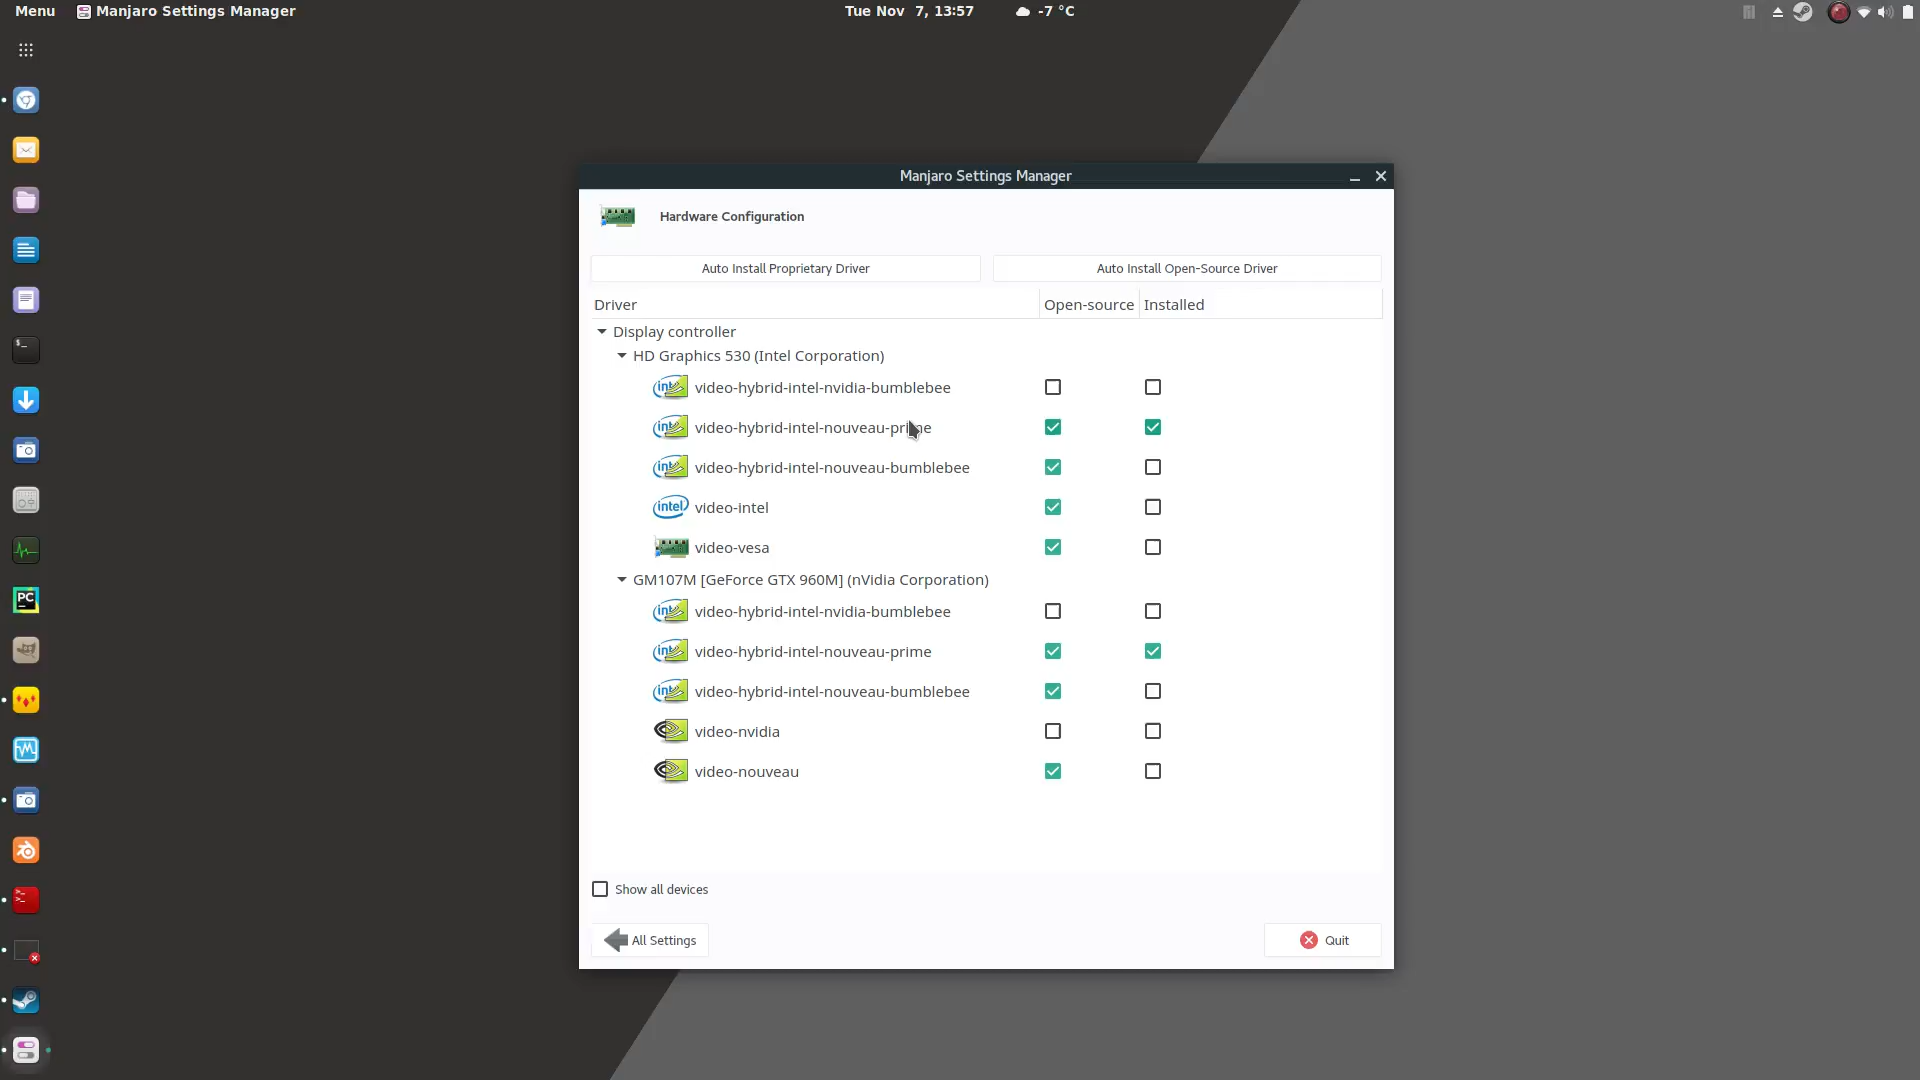 Menu Manjaro Settings Manager Tue Nov 7, 13:57 -7 °C
Manjaro Settings Manager
Hardware Configuration
Auto Install Proprietary Driver Auto Install Open-Source Driver
Driver Open-source Installed
Display controller
HD Graphics 530 (Intel Corporation)
video-hybrid-intel-nvidia-bumblebee
video-hybrid-intel-nouveau-prime
video-hybrid-intel-nouveau-bumblebee
intel video-intel
video-vesa
GM107M [GeForce GTX 960M] (nVidia Corporation)
video-hybrid-intel-nvidia-bumblebee
PC
video-hybrid-intel-nouveau-prime
video-hybrid-intel-nouveau-bumblebee
video-nvidia
video-nouveau
Show all devices
All Settings Quit